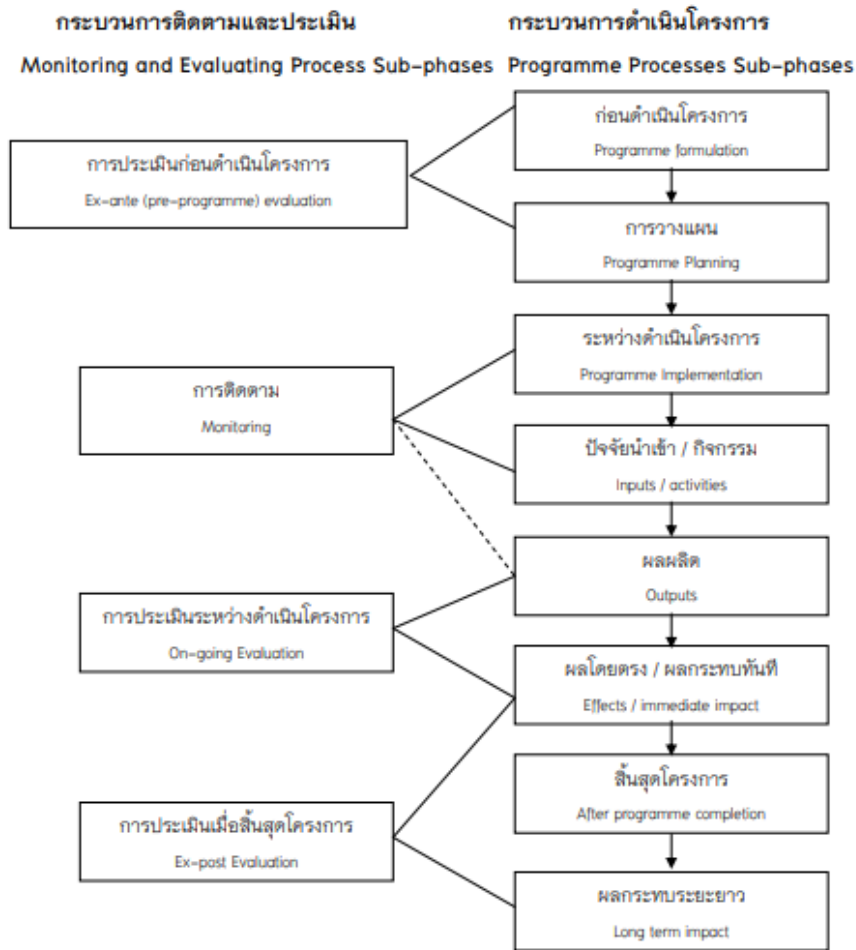 กระบวนการติดตามและประเมิน
Monitoring and Evaluating Process Sub-phases
กระบวนการดำเนินโครงการ
Programme Processes Sub-phases
การประเมินก่อนดำเนินโครงการ
Ex-ante (pre-programme) evaluation
ก่อนดำเนินโครงการ
Programme formulation
การวางแผน
Programme Planning
การติดตาม
Monitoring
ระหว่างดำเนินโครงการ
Programme Implementation
ปัจจัยนำเข้า / กิจกรรม
Inputs / activities
การประเมินระหว่างดำเนินโครงการ
On-going Evaluation
ผลผลิต
Outputs
ผลโดยตรง / ผลกระทบทันที
Effects / immediate impact
การประเมินเมื่อสิ้นสุดโครงการ
Ex-post Evaluation
สิ้นสุดโครงการ
After programme completion
ผลกระทบระยะยาว
Long term impact